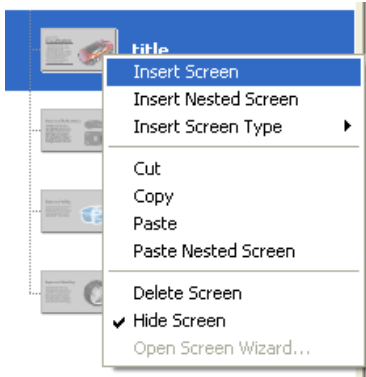 title
Insert Screen
Insert Nested Screen
Insert Screen Type
Cut
Copy
Paste
Paste Nested Screen
Delete Screen
Hide Screen
Open Screen Wizard...